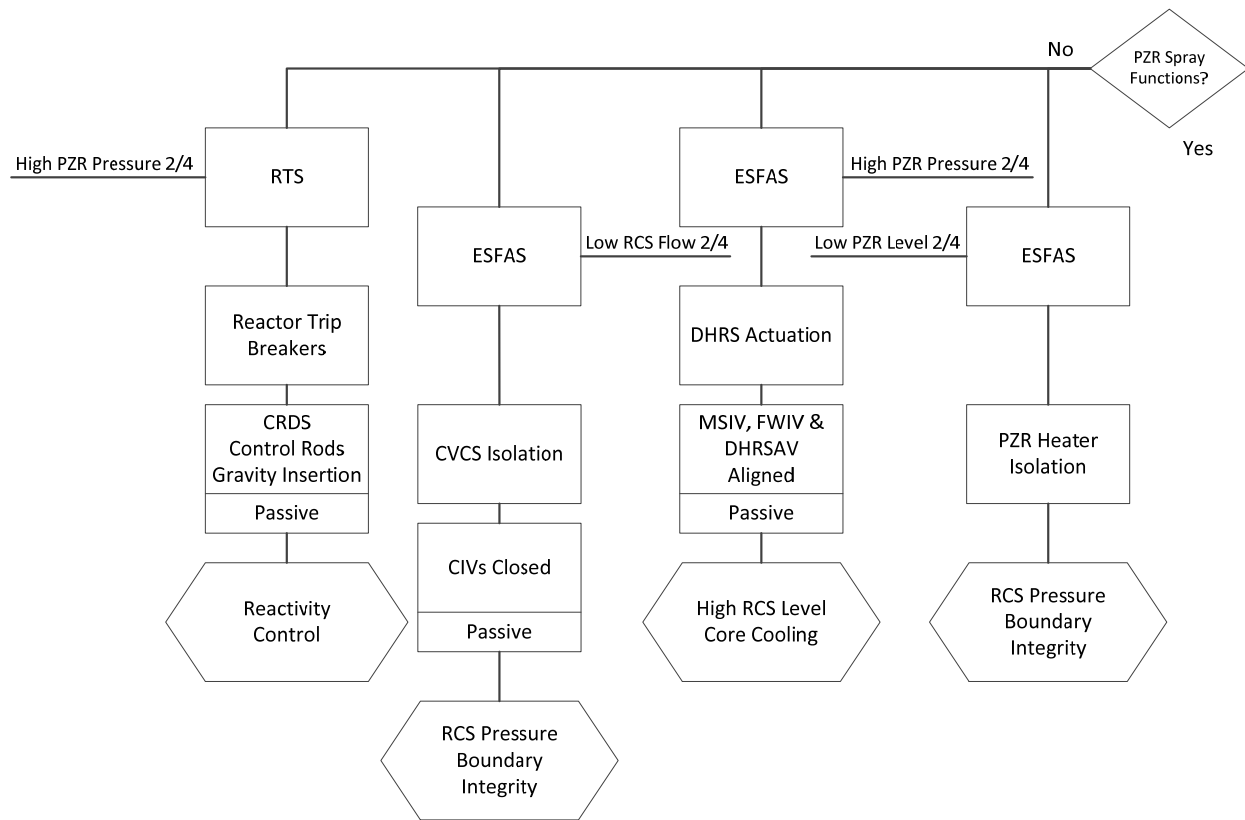 No
PZR Spray
Functions?
Yes
High PZR Pressure 2/4
RTS
ESFAS
High PZR Pressure 2/4
ESFAS
Low RCS Flow 2/4
Low PZR Level 2/4
ESFAS
Reactor Trip
Breakers
DHRS Actuation
CRDS
Control Rods
Gravity Insertion
Passive
CVCS Isolation
MSIV, FWIV &
DHRSAV
Aligned
Passive
PZR Heater
Isolation
CIVs Closed
Passive
Reactivity
Control
High RCS Level
Core Cooling
RCS Pressure
Boundary
Integrity
RCS Pressure
Boundary
Integrity